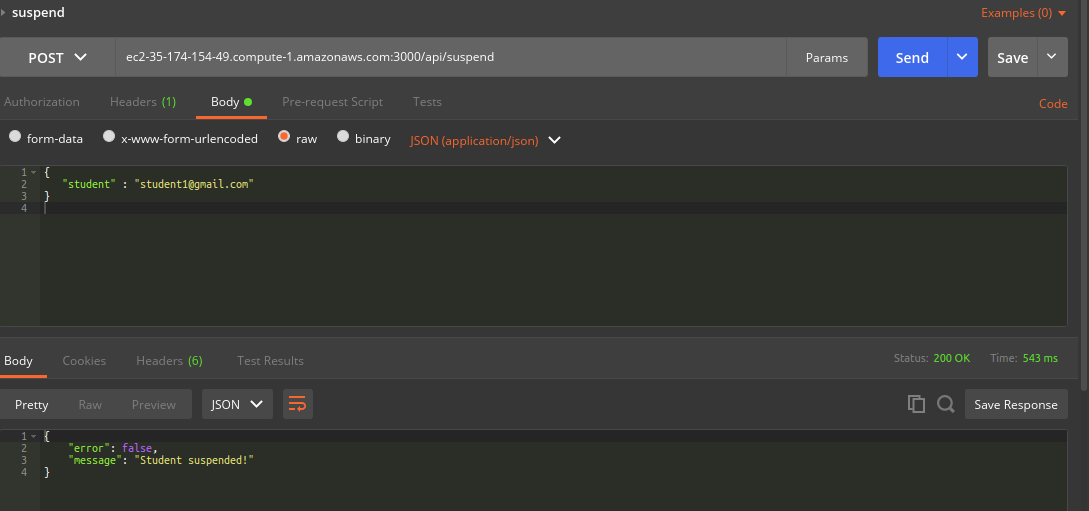 suspend Examples (0)
POST ec2-35-174-154-49.compute-1.amazonaws.com:3000/api/suspend Params Send Save
Authorization Headers (1) Body Pre-request Script Tests Code
form-data x-www-form-urlencoded raw binary JSON (application/json)
1 {
2 "student" : "student1@gmail.com"
3 }
4
Body Cookies Headers (6) Test Results Status: 200 OK Time: 543 ms
Pretty Raw Preview JSON Save Response
1 {
2 "error": false,
3 "message": "Student suspended!"
4 }